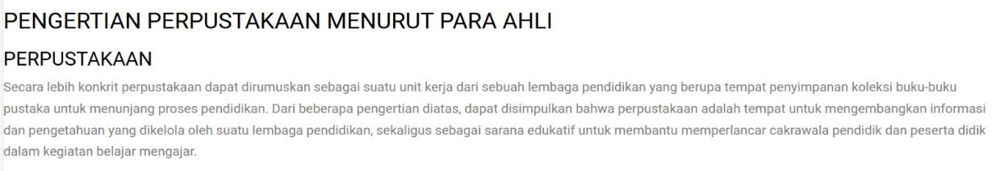 PENGERTIAN PERPUSTAKAAN MENURUT PARA AHLI
PERPUSTAKAAN
Secara lebih konkrit perpustakaan dapat dirumuskan sebagai suatu unit kerja dari sebuah lembaga pendidikan yang berupa tempat penyimpanan koleksi buku-buku
pustaka untuk menunjang proses pendidikan. Dari beberapa pengertian diatas, dapat disimpulkan bahwa perpustakaan adalah tempat untuk mengembangkan informasi
dan pengetahuan yang dikelola oleh suatu lembaga pendidikan, sekaligus sebagai sarana edukatif untuk membantu memperlancar cakrawala pendidik dan peserta didik
dalam kegiatan belajar mengajar.